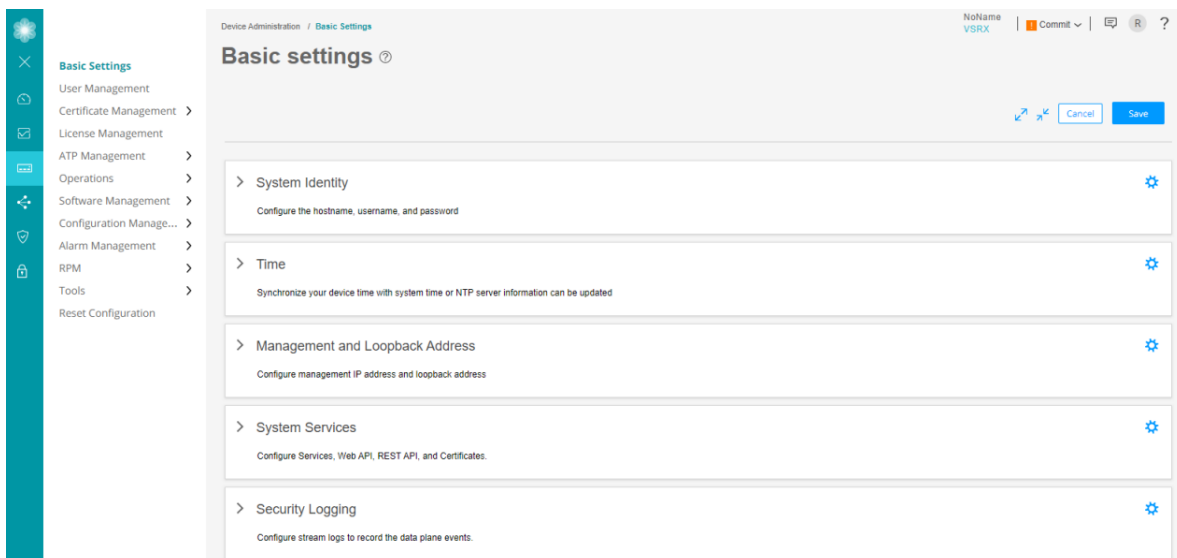 Device Administration / Basic Settings
NoName
VSRX
Commit
R
?
Basic settings ?
Basic Settings
User Management
Certificate Management
License Management
ATP Management
Operations
Software Management
Configuration Manage...
Alarm Management
RPM
Tools
Reset Configuration
Cancel
Save
System Identity
Configure the hostname, username, and password
Time
Synchronize your device time with system time or NTP server information can be updated
Management and Loopback Address
Configure management IP address and loopback address
System Services
Configure Services, Web API, REST API, and Certificates.
Security Logging
Configure stream logs to record the data plane events.